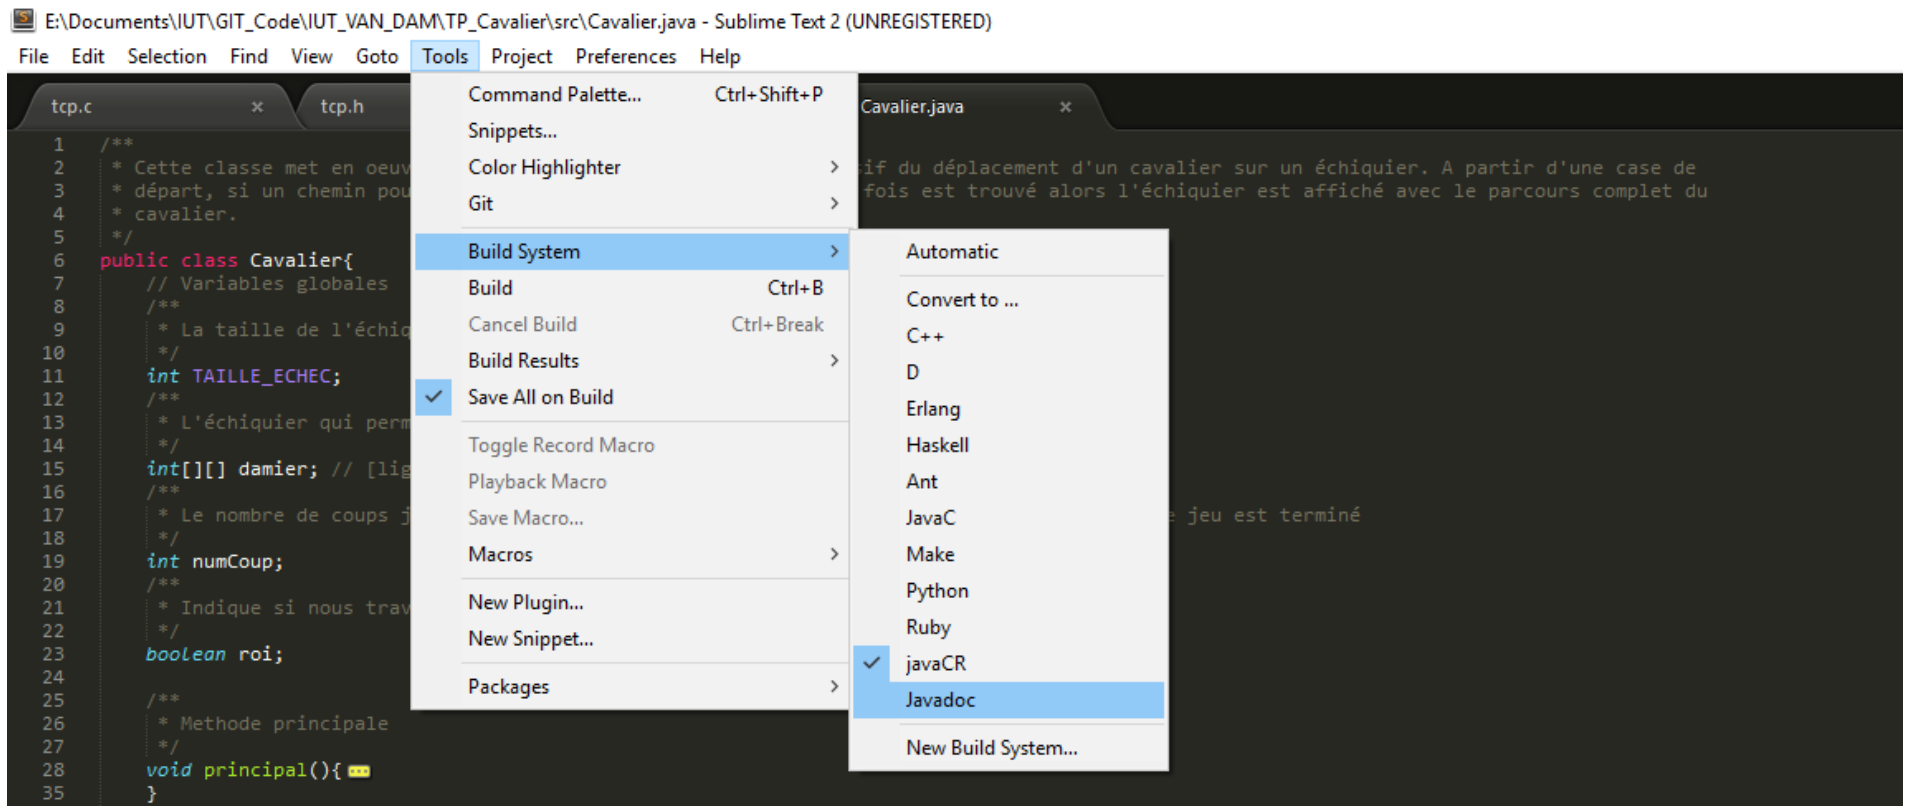 E:\Documents\IUT\GIT_Code\IUT_VAN_DAM\TP_Cavalier\src\Cavalier.java - Sublime Text 2 (UNREGISTERED)
File Edit Selection Find View Goto Tools Project Preferences Help
tcp.c × tcp.h Cavalier.java ×
Command Palette... Ctrl+Shift+P
Snippets...
Color Highlighter >
Git >
Build System >
Build Ctrl+B
Cancel Build Ctrl+Break
Build Results >
Save All on Build
Toggle Record Macro
Playback Macro
Save Macro...
Macros >
New Plugin...
New Snippet...
Packages >
Automatic
Convert to ...
C++
D
Erlang
Haskell
Ant
JavaC
Make
Python
Ruby
javaCR
Javadoc
New Build System...
1 /**
2 * Cette classe met en oeuv if du déplacement d'un cavalier sur un échiquier. A partir d'une case de
3 * départ, si un chemin pou fois est trouvé alors l'échiquier est affiché avec le parcours complet du
4 * cavalier.
5 */
6 public class Cavalier{
7 // Variables globales
8 /**
9 * La taille de l'échiq
10 */
11 int TAILLE_ECHEC;
12 /**
13 * L'échiquier qui perm
14 */
15 int[][] damier; // [lig
16 /**
17 * Le nombre de coups j e jeu est terminé
18 */
19 int numCoup;
20 /**
21 * Indique si nous trav
22 */
23 boolean roi;
24
25 /**
26 * Methode principale
27 */
28 void principal(){
35 }